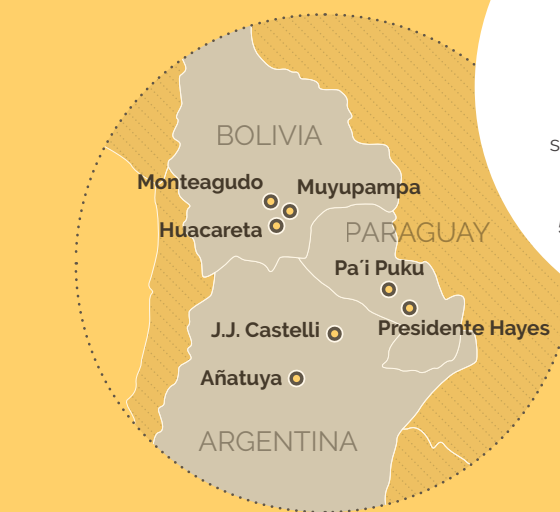 BOLIVIA
Monteagudo
Muyupampa
Huacareta
PARAGUAY
Pa´i Puku
Presidente Hayes
J.J. Castelli
Añatuya
ARGENTINA